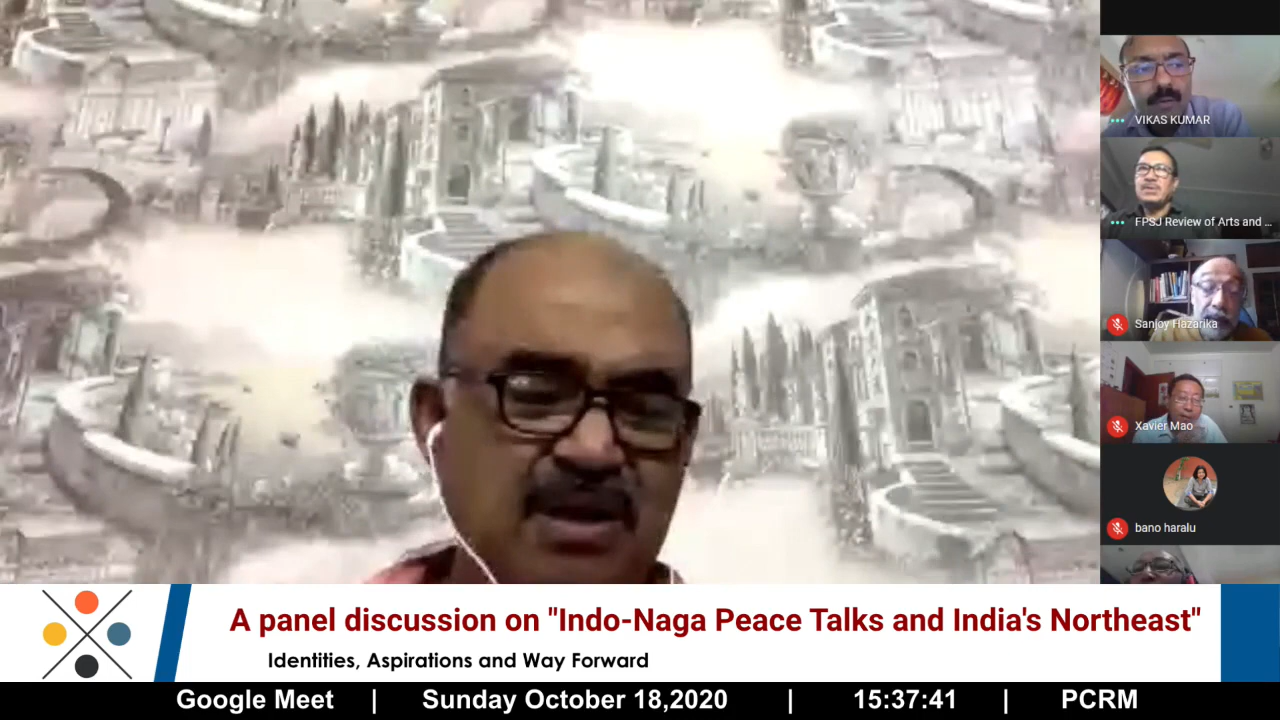 VIKAS KUMAR
FPSJ Review of Arts and ...
Sanjoy Hazarika
Xavier Mao
bano haralu
A panel discussion on "Indo-Naga Peace Talks and India's Northeast"
Identities, Aspirations and Way Forward
Google Meet | Sunday October 18,2020 | 15:37:41 | PCRM